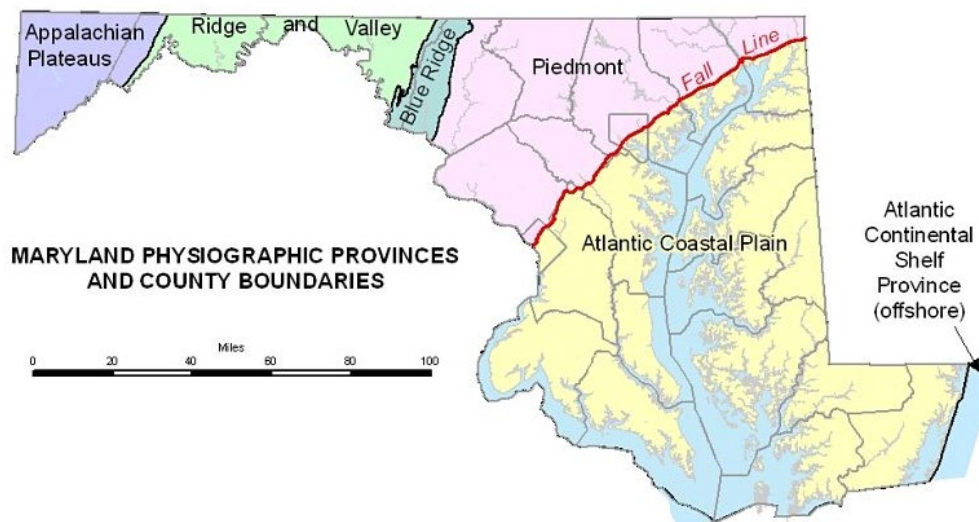 Appalachian
Plateaus
Ridge and Valley
Blue Ridge
Piedmont
Fall Line
Atlantic Coastal Plain
Atlantic
Continental
Shelf
Province
(offshore)
MARYLAND PHYSIOGRAPHIC PROVINCES
AND COUNTY BOUNDARIES
Miles
0 20 40 60 80 100